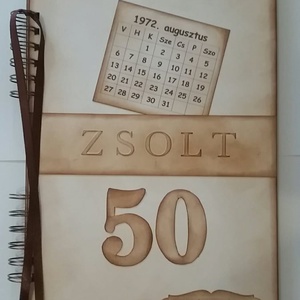 1972. augusztus
V H K Sze Cs P Szo
1 2 3 4 5
6 7 8 9 10 11 12
13 14 15 16 17 18 19
20 21 22 23 24 25 26
27 28 29 30 31
ZSOLT
50